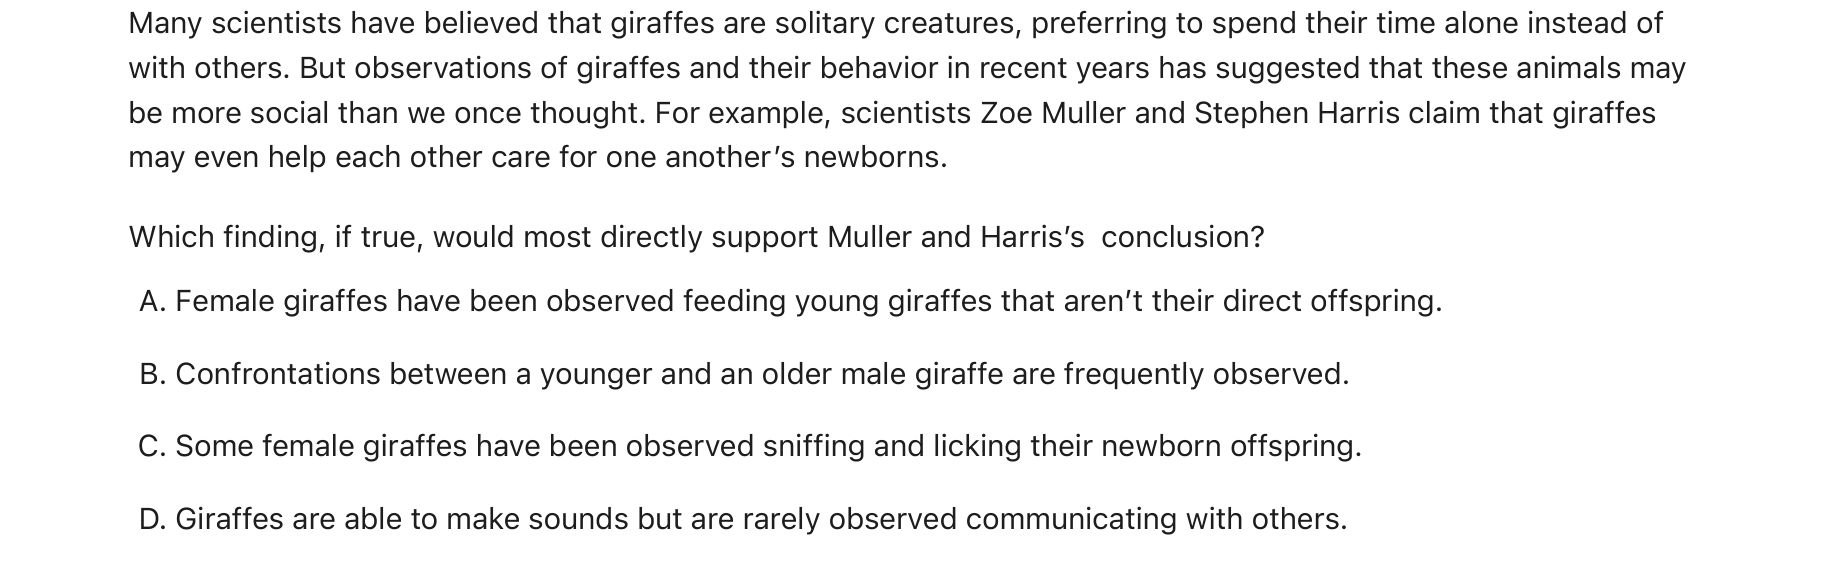 Many scientists have believed that giraffes are solitary creatures, preferring to spend their time alone instead of
with others. But observations of giraffes and their behavior in recent years has suggested that these animals may
be more social than we once thought. For example, scientists Zoe Muller and Stephen Harris claim that giraffes
may even help each other care for one another’s newborns.
Which finding, if true, would most directly support Muller and Harris’s  conclusion?
A. Female giraffes have been observed feeding young giraffes that aren’t their direct offspring.
B. Confrontations between a younger and an older male giraffe are frequently observed.
C. Some female giraffes have been observed sniffing and licking their newborn offspring.
D. Giraffes are able to make sounds but are rarely observed communicating with others.